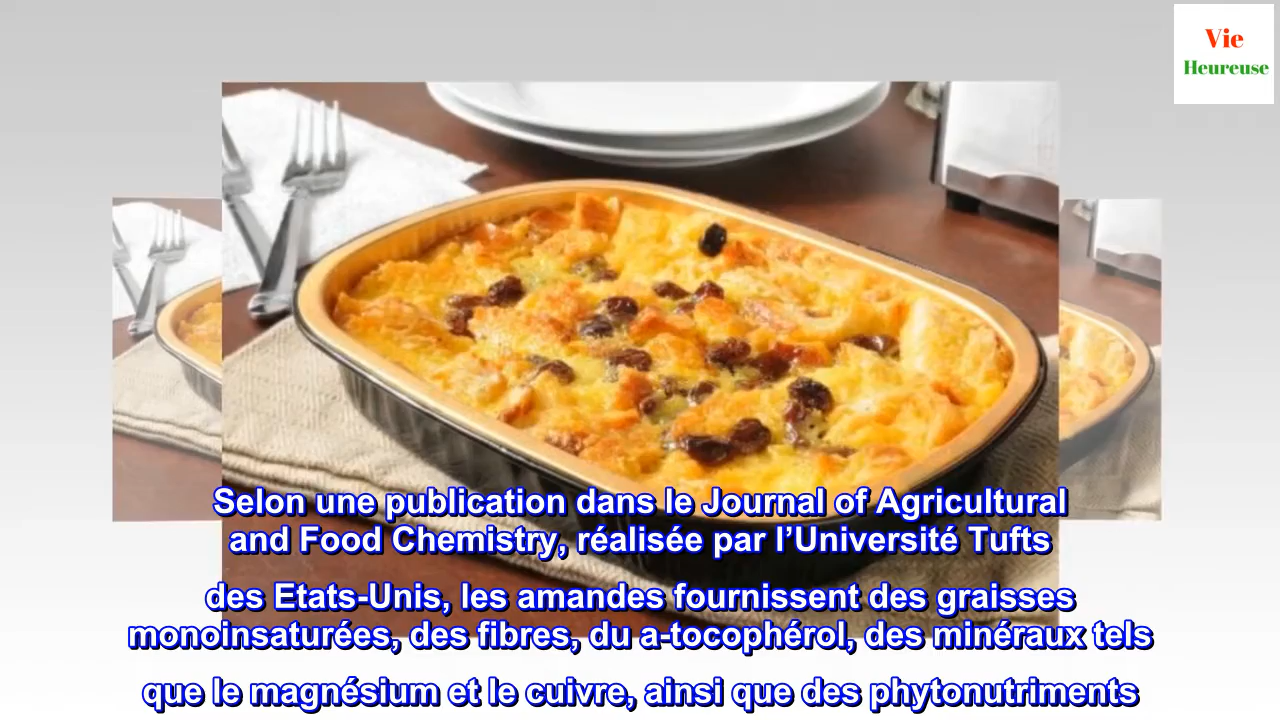 Vie
Heureuse
Selon une publication dans le Journal of Agricultural
and Food Chemistry, réalisée par l’Université Tufts
des Etats-Unis, les amandes fournissent des graisses
monoinsaturées, des fibres, du a-tocophérol, des minéraux tels
que le magnésium et le cuivre, ainsi que des phytonutriments